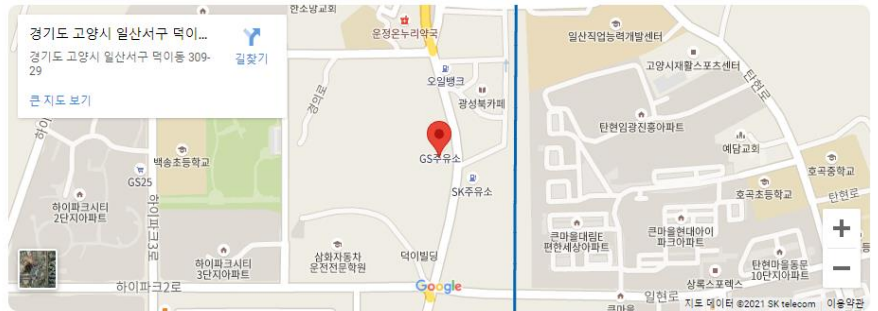 경기도 고양시 일산서구 덕이...
경기도 고양시 일산서구 덕이동 309-
29
길찾기
큰 지도 보기
한소망교회
운정온누리약국
일산직업능력개발센터
고양시재활스포츠센터
오일뱅크
광성북카페
경의로
탄현로
탄현임광진흥아파트
예담교회
GS주유소
백송초등학교
GS25
SK주유소
호곡중학교
호곡초등학교
탄현로
하이파크시티
2단지아파트
하이파크3로
큰마을대림E
편한세상아파트
큰마을현대아이
파크아파트
하이파크시티
3단지아파트
삼화자동차
운전전문학원
덕이빌딩
탄현마을동문
10단지아파트
상록스포렉스
하이파크2로
Google
큰마을
일현로
지도 데이터 ©2021 SK telecom
이용약관